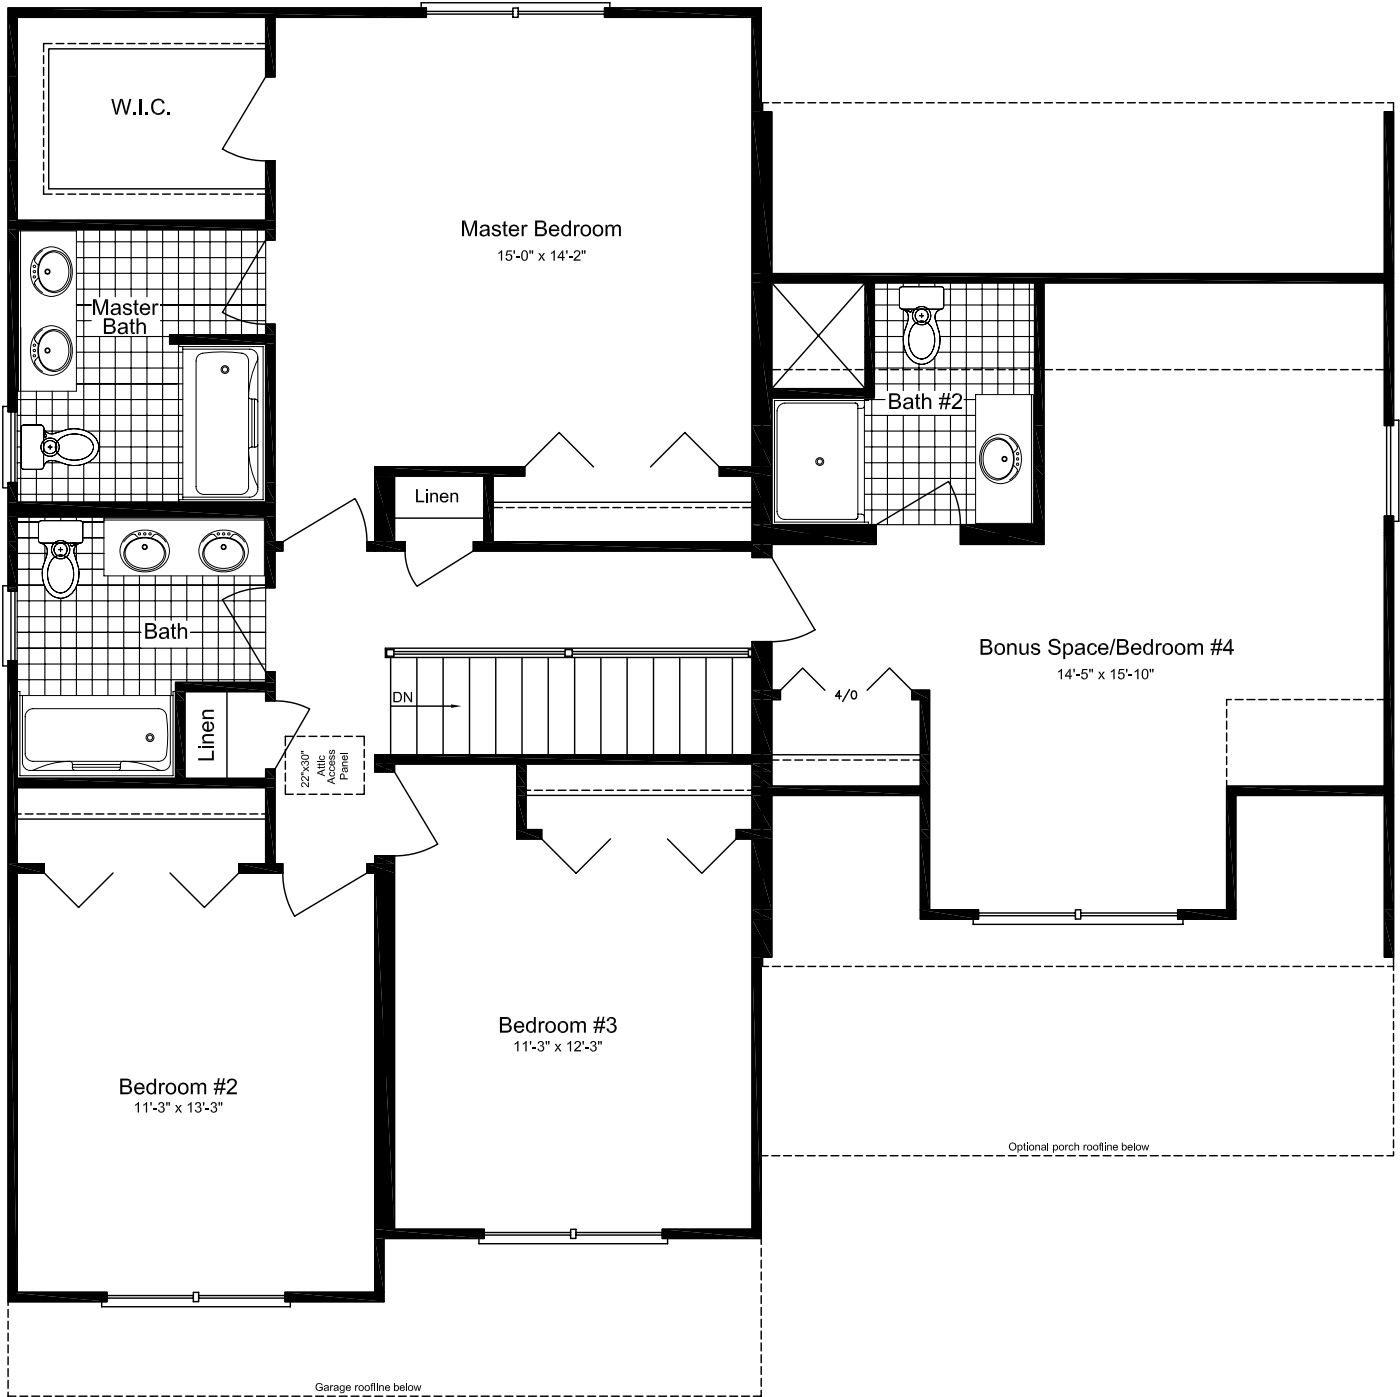 W.I.C.
Master Bedroom
15'-0" x 14'-2"
Master
Bath
Bath #2
Linen
Bath
Bonus Space/Bedroom #4
14'-5" x 15'-10"
4/0
DN
Linen
22"x30"
Attic
Access
Panel
Bedroom #3
11'-3" x 12'-3"
Bedroom #2
11'-3" x 13'-3"
Optional porch roofline below
Garage roofline below